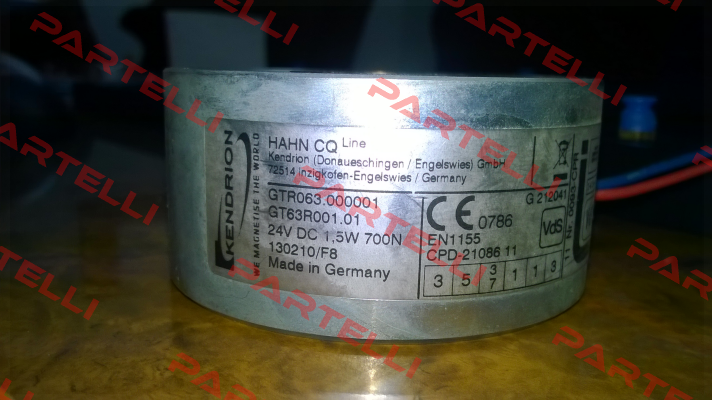 KENDRION
WE MAGNETISE THE WORLD
HAHN CQ Line
Kendrion (Donaueschingen / Engelswies) GmbH
72514 Inzigkofen-Engelswies / Germany
GTR063.000001
GT63R001.01
24V DC 1,5W 700N
130210/F8
Made in Germany
CE 0786
EN1155
CPD-21086 11
3 5 3/7 1 1 3
G 212041
VdS
PARTELLI
PARTELLI
PARTELLI
PARTELLI
PARTELLI
PARTELLI
PARTELLI